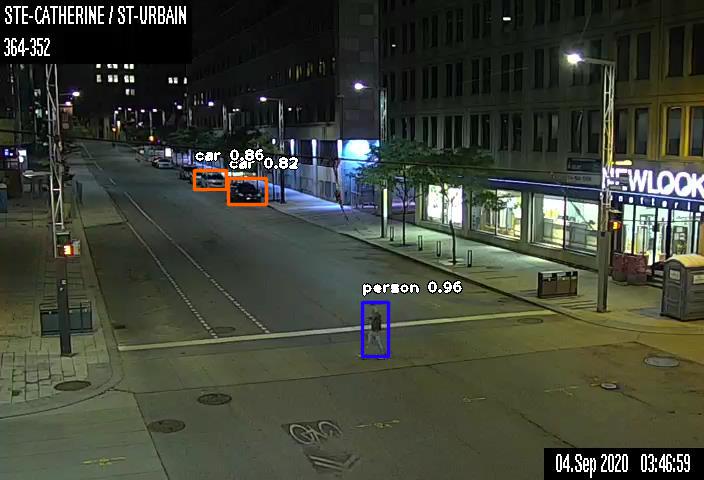 STE-CATHERINE / ST-URBAIN
364-352
car 0.86
car 0.82
NEWLOOK
person 0.96
04.Sep 2020 03:46:59